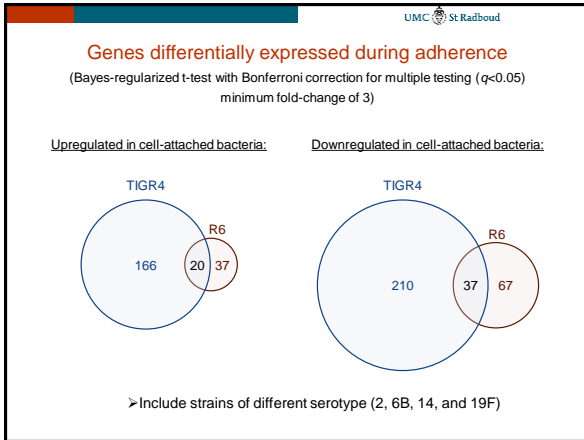 UMC St Radboud
Genes differentially expressed during adherence
(Bayes-regularized t-test with Bonferroni correction for multiple testing (q<0.05)
minimum fold-change of 3)
Upregulated in cell-attached bacteria:
Downregulated in cell-attached bacteria:
TIGR4
R6
166
20
37
TIGR4
R6
210
37
67
➢Include strains of different serotype (2, 6B, 14, and 19F)